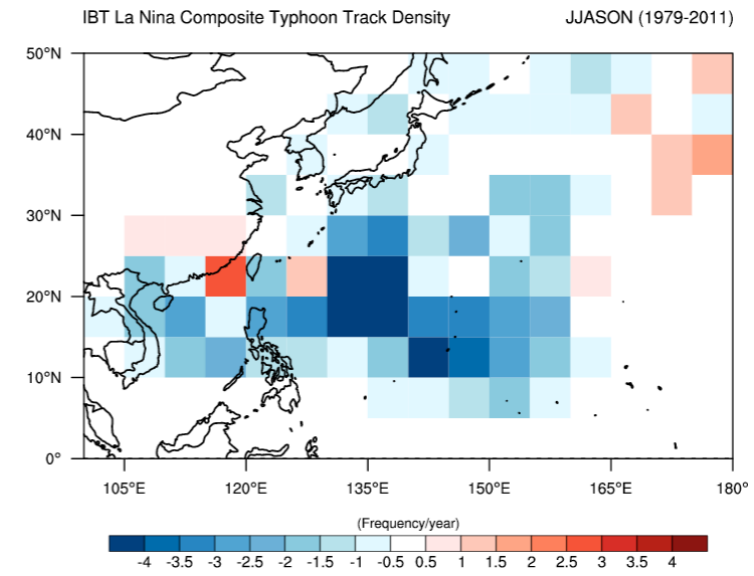 IBT La Nina Composite Typhoon Track Density JJASON (1979-2011)
50°N
40°N
30°N
20°N
10°N
0°
105°E 120°E 135°E 150°E 165°E 180°
(Frequency/year)
-4 -3.5 -3 -2.5 -2 -1.5 -1 -0.5 0.5 1 1.5 2 2.5 3 3.5 4